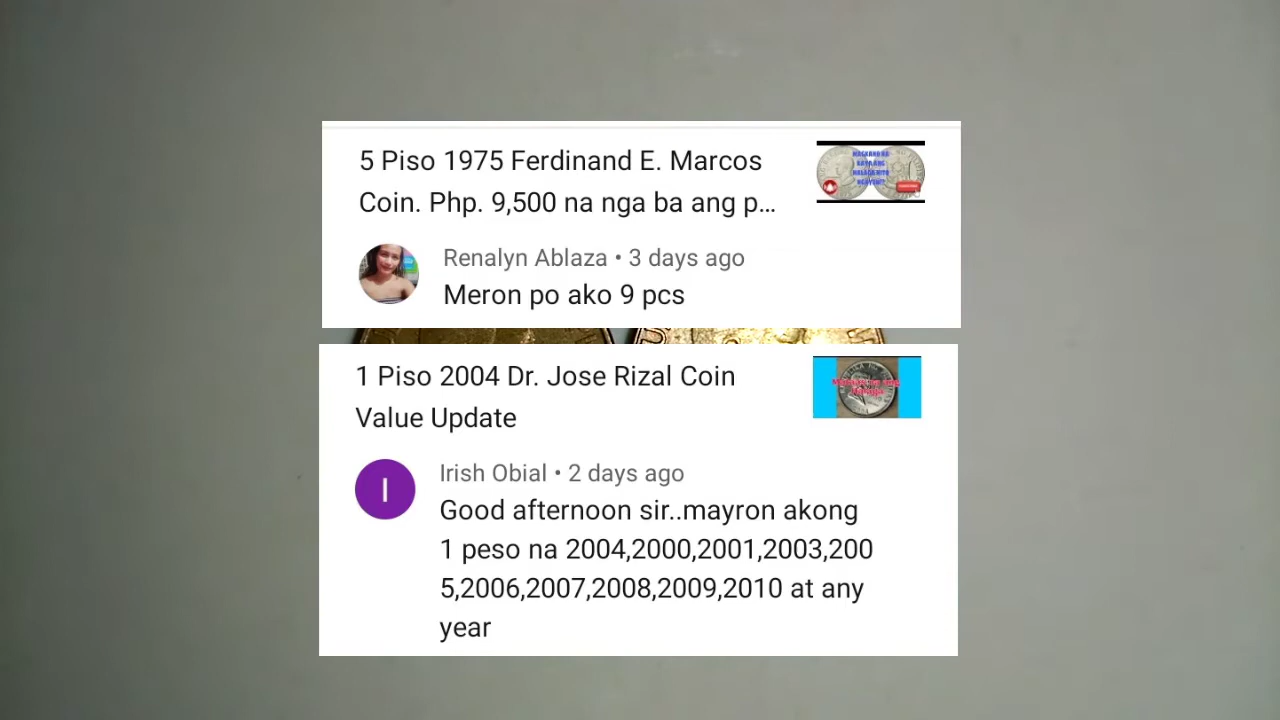 5 Piso 1975 Ferdinand E. Marcos
Coin. Php. 9,500 na nga ba ang p...
Renalyn Ablaza • 3 days ago
Meron po ako 9 pcs
1 Piso 2004 Dr. Jose Rizal Coin
Value Update
Irish Obial • 2 days ago
I
Good afternoon sir..mayron akong
1 peso na 2004,2000,2001,2003,200
5,2006,2007,2008,2009,2010 at any
year